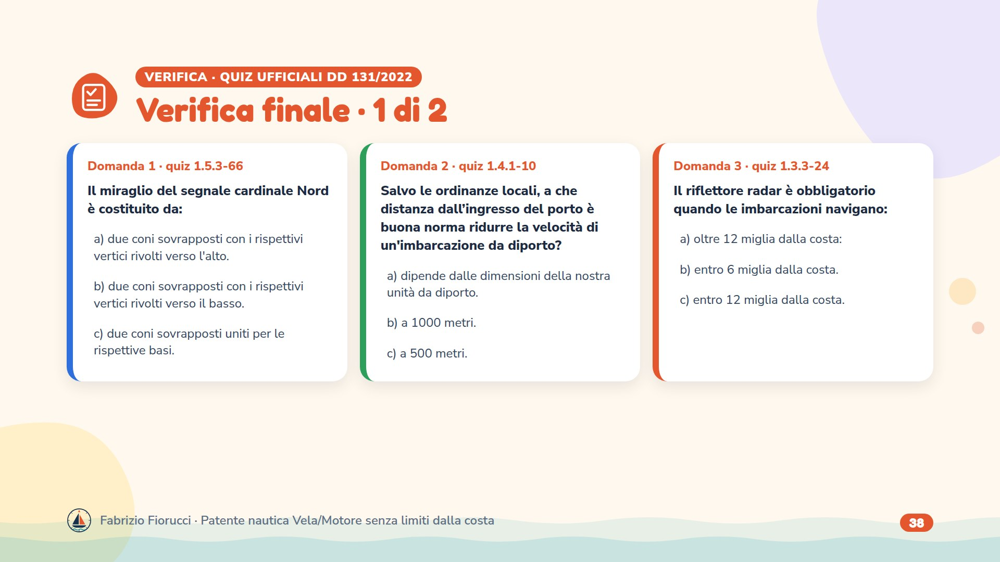 VERIFICA · QUIZ UFFICIALI DD 131/2022
Verifica finale · 1 di 2
Domanda 1 · quiz 1.5.3-66
Il miraglio del segnale cardinale Nord
è costituito da:
a) due coni sovrapposti con i rispettivi
vertici rivolti verso l'alto.
b) due coni sovrapposti con i rispettivi
vertici rivolti verso il basso.
c) due coni sovrapposti uniti per le
rispettive basi.
Domanda 2 · quiz 1.4.1-10
Salvo le ordinanze locali, a che
distanza dall’ingresso del porto è
buona norma ridurre la velocità di
un'imbarcazione da diporto?
a) dipende dalle dimensioni della nostra
unità da diporto.
b) a 1000 metri.
c) a 500 metri.
Domanda 3 · quiz 1.3.3-24
Il riflettore radar è obbligatorio
quando le imbarcazioni navigano:
a) oltre 12 miglia dalla costa:
b) entro 6 miglia dalla costa.
c) entro 12 miglia dalla costa.
Fabrizio Fiorucci · Patente nautica Vela/Motore senza limiti dalla costa
38